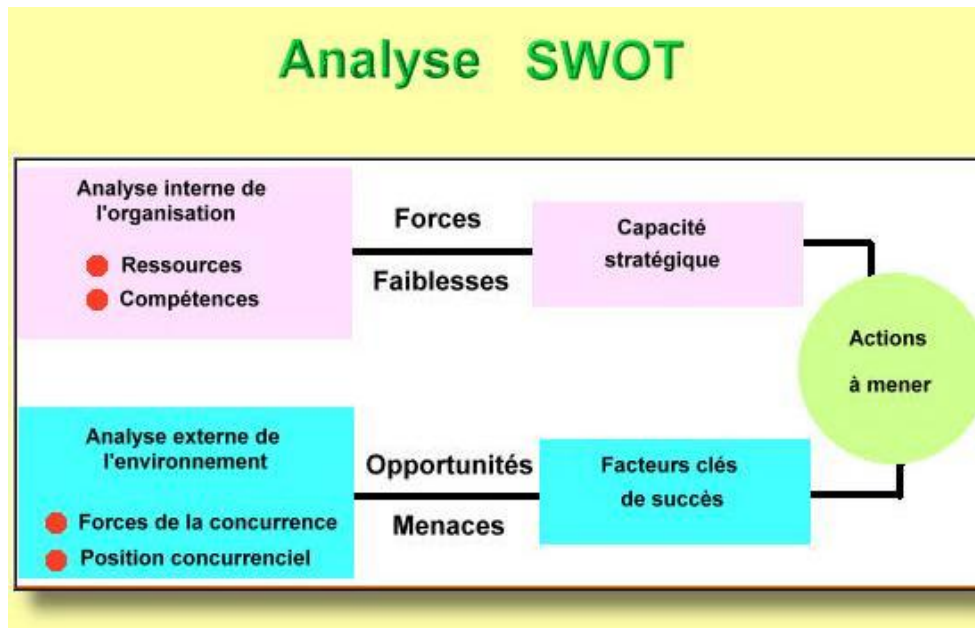 Analyse SWOT
Analyse interne de
l'organisation
Ressources
Compétences
Forces
Faiblesses
Capacité
stratégique
Actions
à mener
Analyse externe de
l'environnement
Forces de la concurrence
Position concurrenciel
Opportunités
Menaces
Facteurs clés
de succès